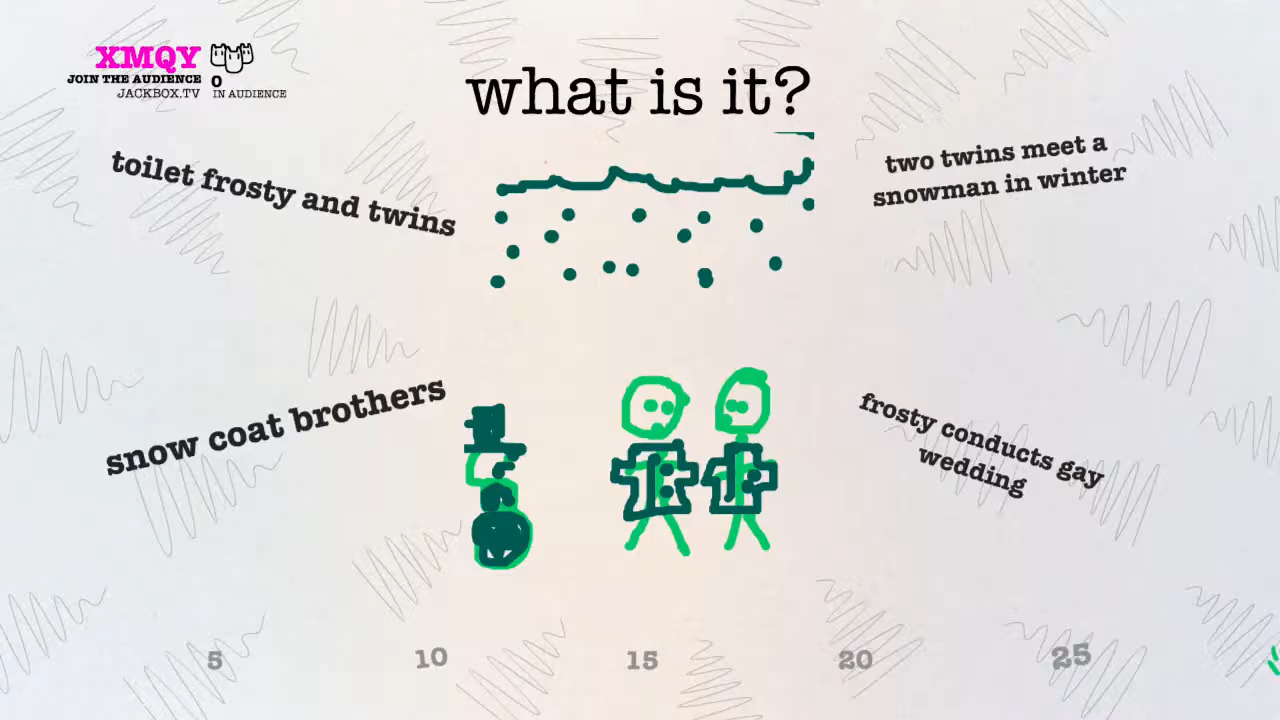 XMQY
JOIN THE AUDIENCE
JACKBOX.TV
0
IN AUDIENCE
what is it?
toilet frosty and twins
two twins meet a
snowman in winter
snow coat brothers
frosty conducts gay
wedding
5 10 15 20 25